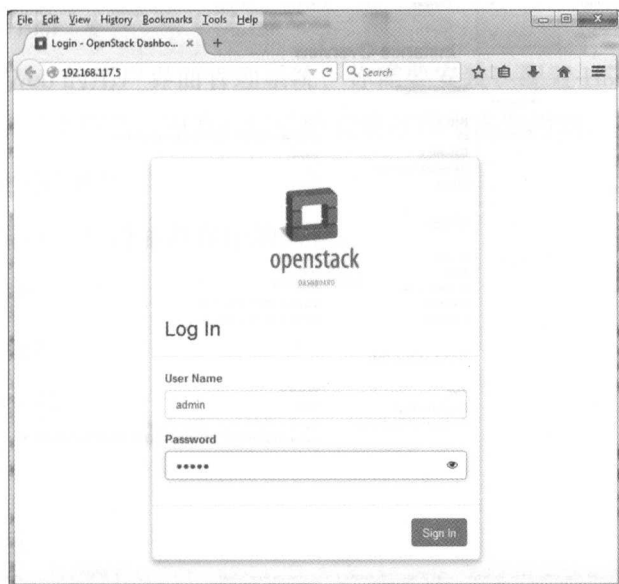 File Edit View History Bookmarks Tools Help
Login - OpenStack Dashbo... × +
192.168.117.5 Search
openstack
DASHBOARD
Log In
User Name
admin
Password
•••••
Sign In